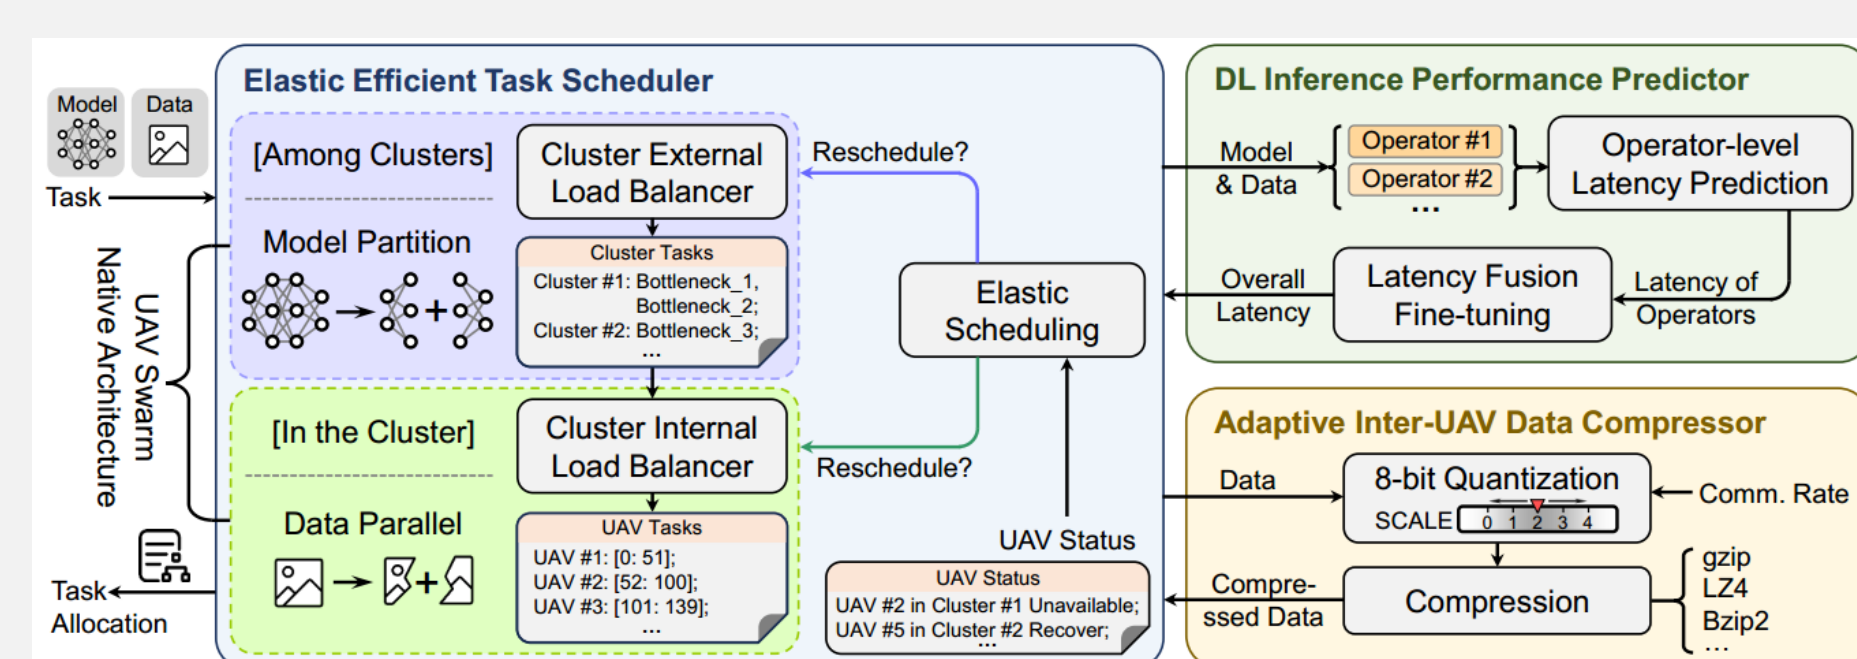 Elastic Efficient Task Scheduler
Model
Data
Task
UAV Swarm
Native Architecture
Task
Allocation
[Among Clusters]
Model Partition
Cluster External
Load Balancer
Cluster Tasks
Cluster #1: Bottleneck_1,
Bottleneck_2;
Cluster #2: Bottleneck_3;
...
[In the Cluster]
Data Parallel
Cluster Internal
Load Balancer
UAV Tasks
UAV #1: [0: 51];
UAV #2: [52: 100];
UAV #3: [101: 139];
...
Reschedule?
Elastic
Scheduling
Reschedule?
UAV Status
UAV Status
UAV #2 in Cluster #1 Unavailable;
UAV #5 in Cluster #2 Recover;
...
DL Inference Performance Predictor
Model
& Data
Operator #1
Operator #2
...
Operator-level
Latency Prediction
Latency of
Operators
Latency Fusion
Fine-tuning
Overall
Latency
Adaptive Inter-UAV Data Compressor
Data
8-bit Quantization
SCALE 0 1 2 3 4
Comm. Rate
Compression
gzip
LZ4
Bzip2
...
Compre-
ssed Data